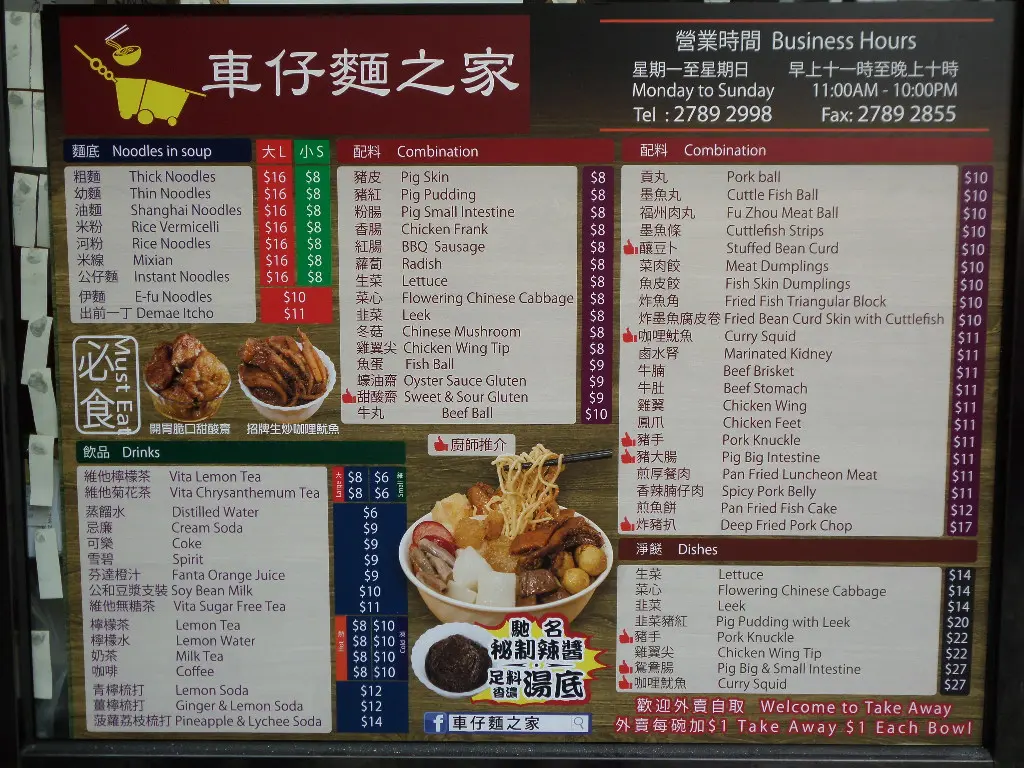 車仔麵之家
營業時間 Business Hours
星期一至星期日 早上十一時至晚上十時
Monday to Sunday 11:00AM - 10:00PM
Tel : 2789 2998 Fax: 2789 2855
麵底 Noodles in soup 大 L 小 S
粗麵 Thick Noodles $16 $8
幼麵 Thin Noodles $16 $8
油麵 Shanghai Noodles $16 $8
米粉 Rice Vermicelli $16 $8
河粉 Rice Noodles $16 $8
米線 Mixian $16 $8
公仔麵 Instant Noodles $16 $8
伊麵 E-fu Noodles $10
出前一丁 Demae Itcho $11
必食 Must Eat
開胃脆口甜酸齋 招牌生炒咖喱魷魚
飲品 Drinks
維他檸檬茶 Vita Lemon Tea $8 $6
維他菊花茶 Vita Chrysanthemum Tea $8 $6
蒸餾水 Distilled Water $6
忌廉 Cream Soda $9
可樂 Coke $9
雪碧 Spirit $9
芬達橙汁 Fanta Orange Juice $9
公和豆漿支裝 Soy Bean Milk $10
維他無糖茶 Vita Sugar Free Tea $11
檸檬茶 Lemon Tea $8 $10
檸檬水 Lemon Water $8 $10
奶茶 Milk Tea $8 $10
咖啡 Coffee $8 $10
青檸梳打 Lemon Soda $12
薑檸梳打 Ginger & Lemon Soda $12
菠蘿荔枝梳打 Pineapple & Lychee Soda $14
配料 Combination
豬皮 Pig Skin $8
豬紅 Pig Pudding $8
粉腸 Pig Small Intestine $8
香腸 Chicken Frank $8
紅腸 BBQ Sausage $8
蘿蔔 Radish $8
生菜 Lettuce $8
菜心 Flowering Chinese Cabbage $8
韭菜 Leek $8
冬菇 Chinese Mushroom $8
雞翼尖 Chicken Wing Tip $8
魚蛋 Fish Ball $9
蠔油齋 Oyster Sauce Gluten $9
甜酸齋 Sweet & Sour Gluten $9
牛丸 Beef Ball $10
廚師推介
馳名
秘制辣醬
足料香濃 湯底
車仔麵之家
配料 Combination
貢丸 Pork ball $10
墨魚丸 Cuttle Fish Ball $10
福州肉丸 Fu Zhou Meat Ball $10
墨魚條 Cuttlefish Strips $10
釀豆卜 Stuffed Bean Curd $10
菜肉餃 Meat Dumplings $10
魚皮餃 Fish Skin Dumplings $10
炸魚角 Fried Fish Triangular Block $10
炸墨魚腐皮卷 Fried Bean Curd Skin with Cuttlefish $10
咖喱魷魚 Curry Squid $11
鹵水腎 Marinated Kidney $11
牛腩 Beef Brisket $11
牛肚 Beef Stomach $11
雞翼 Chicken Wing $11
鳳爪 Chicken Feet $11
豬手 Pork Knuckle $11
豬大腸 Pig Big Intestine $11
煎厚餐肉 Pan Fried Luncheon Meat $11
香辣腩仔肉 Spicy Pork Belly $11
煎魚餅 Pan Fried Fish Cake $12
炸豬扒 Deep Fried Pork Chop $17
淨餸 Dishes
生菜 Lettuce $14
菜心 Flowering Chinese Cabbage $14
韭菜 Leek $14
韭菜豬紅 Pig Pudding with Leek $20
豬手 Pork Knuckle $22
雞翼尖 Chicken Wing Tip $22
鴛鴦腸 Pig Big & Small Intestine $27
咖喱魷魚 Curry Squid $27
歡迎外賣自取 Welcome to Take Away
外賣每碗加$1 Take Away $1 Each Bowl